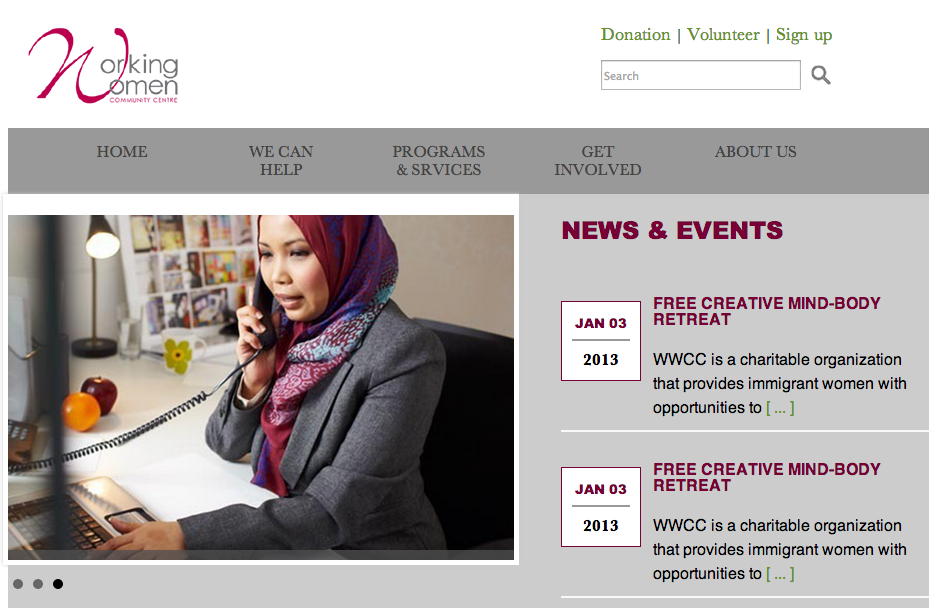 Working
Women
COMMUNITY CENTRE
Donation | Volunteer | Sign up
Search
HOME
WE CAN
HELP
PROGRAMS
& SRVICES
GET
INVOLVED
ABOUT US
NEWS & EVENTS
JAN 03
2013
FREE CREATIVE MIND-BODY
RETREAT
WWCC is a charitable organization
that provides immigrant women with
opportunities to [ ... ]
JAN 03
2013
FREE CREATIVE MIND-BODY
RETREAT
WWCC is a charitable organization
that provides immigrant women with
opportunities to [ ... ]